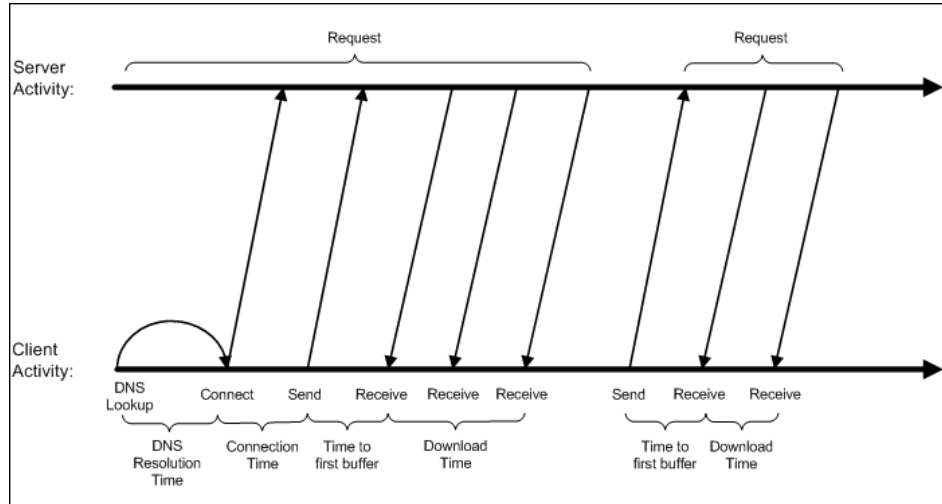 Request
Request
Server
Activity:
Client
Activity:
DNS
Lookup
Connect
Send
Receive
Receive
Receive
Send
Receive
Receive
DNS
Resolution
Time
Connection
Time
Time to
first buffer
Download
Time
Time to
first buffer
Download
Time